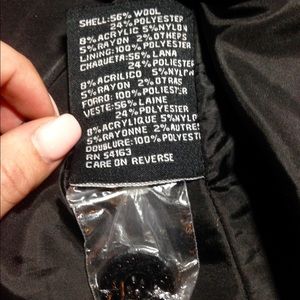 SHELL:56% WOOL
24% POLYESTER
8% ACRYLIC 5% NYLON
5% RAYON 2% OTHERS
LINING:100% POLYESTER
CHAQUETA:56% LANA
24% POLYESTER
8% ACRILICO 5% NYLON
5% RAYON 2% OTRAS
FORRO:100% POLYESTER
VESTE:56% LAINE
24% POLYESTER
8% ACRYLIQUE 5% NYLON
5% RAYONNE 2% AUTRES
DOUBLURE:100% POLYESTER
RN 54163
CARE ON REVERSE